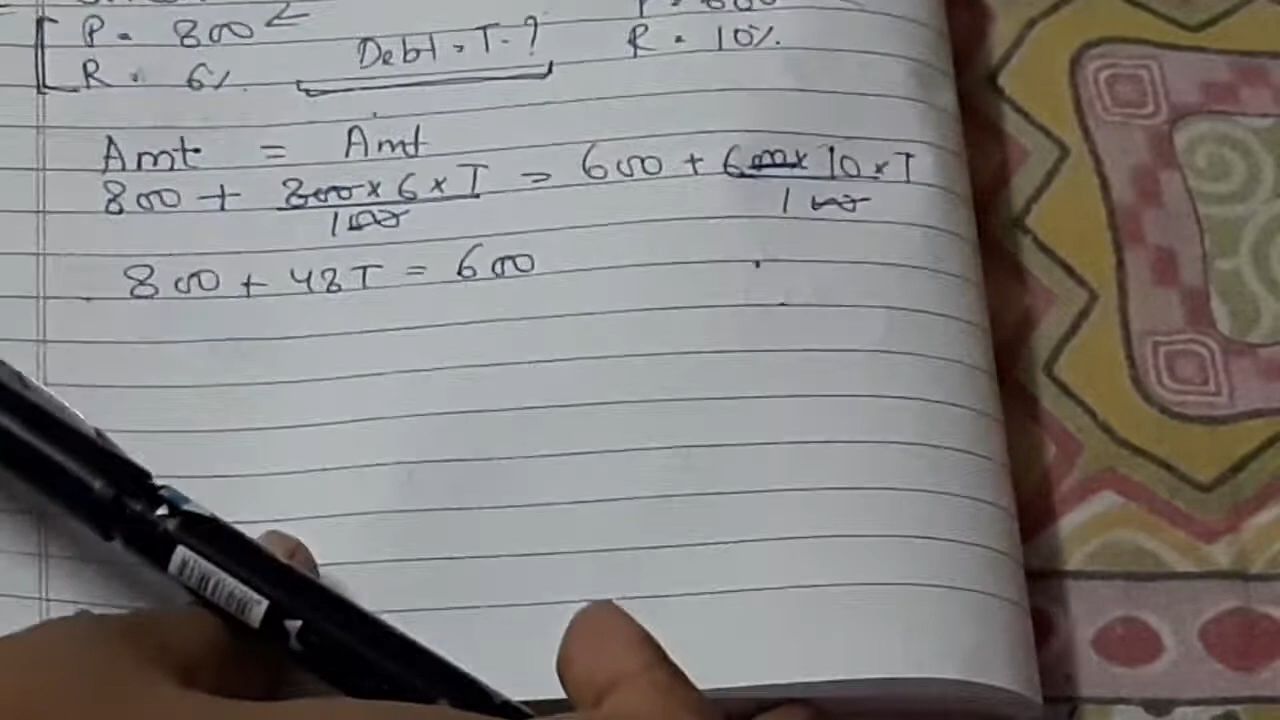 P = 800
R = 6%
Debt, T = ?
R = 10%
Amt = Amt
800 + 800 x 6 x T = 600 + 600 x 10 x T
100 100
800 + 48T = 600